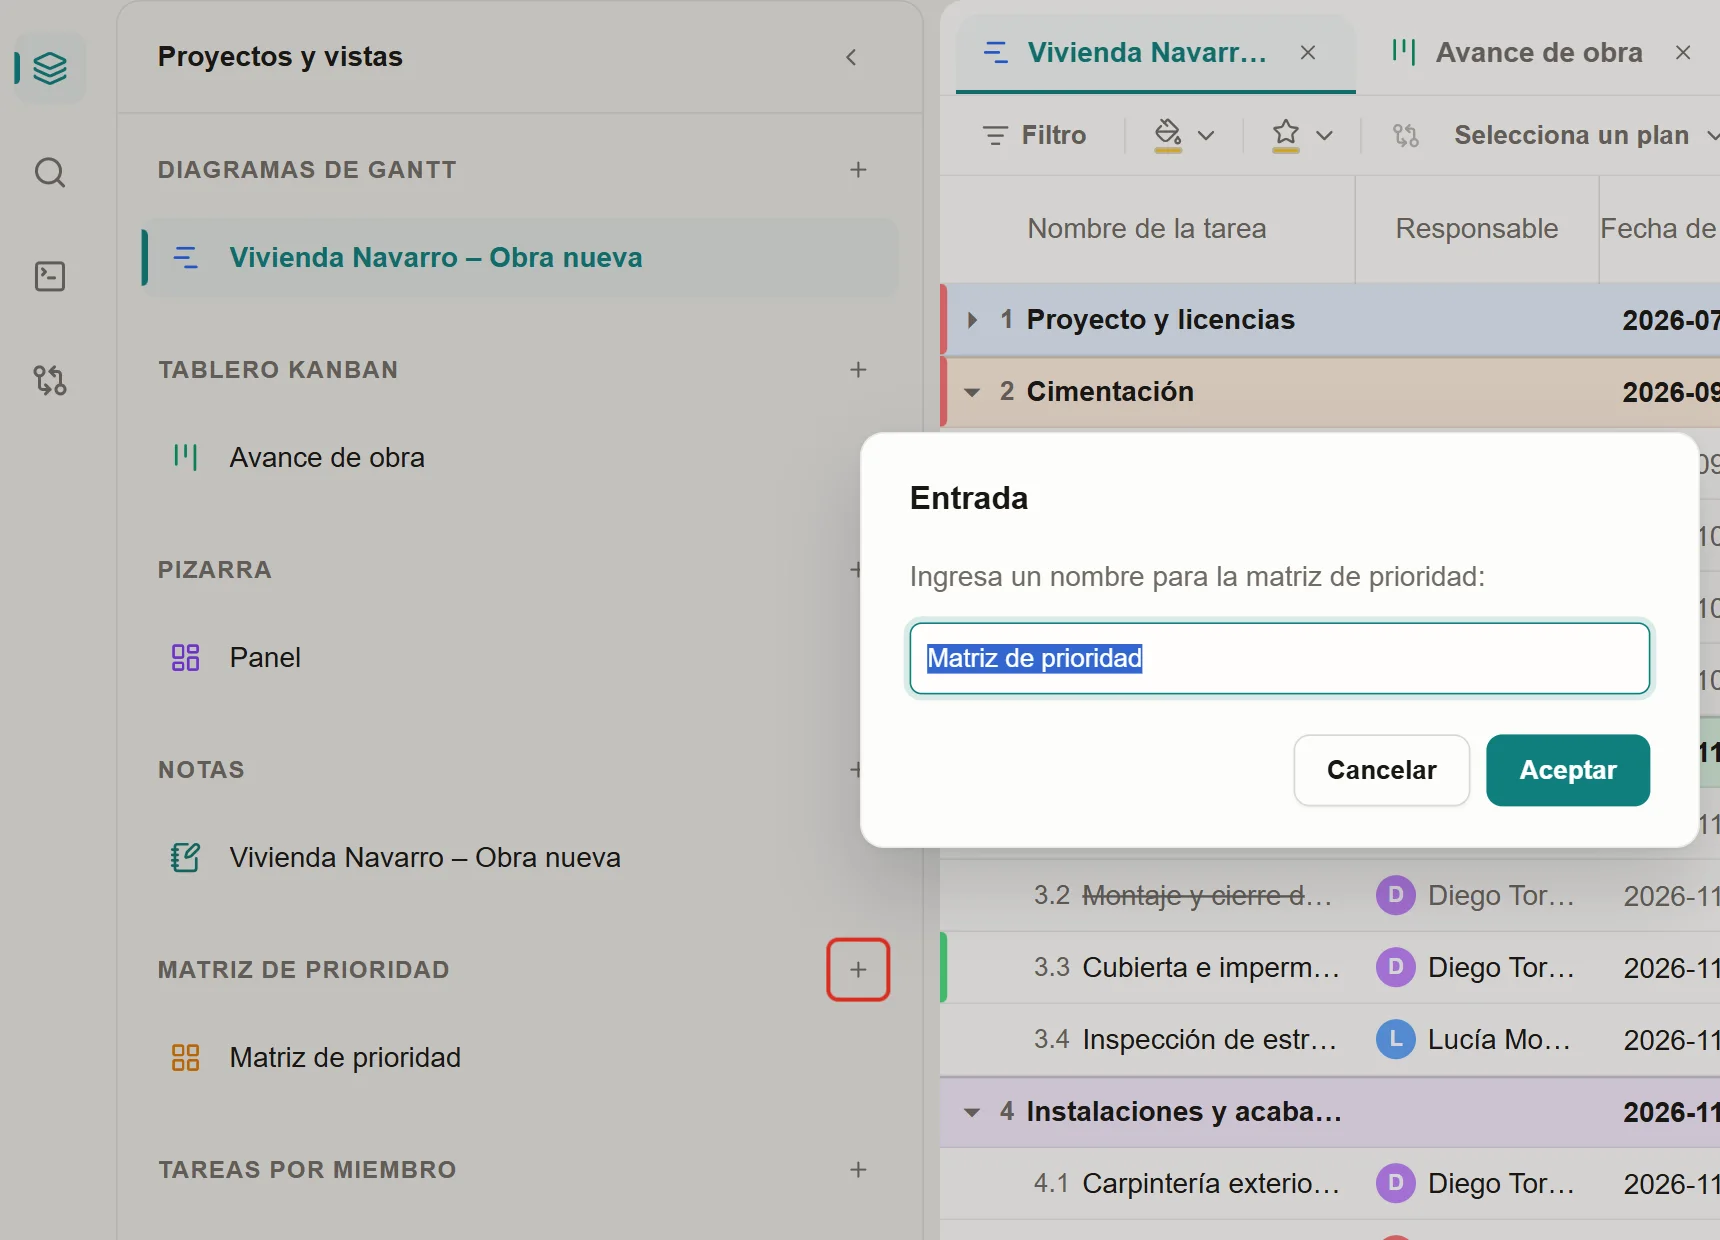 Proyectos y vistas
DIAGRAMAS DE GANTT
Vivienda Navarro – Obra nueva
TABLERO KANBAN
Avance de obra
PIZARRA
Panel
NOTAS
Vivienda Navarro – Obra nueva
MATRIZ DE PRIORIDAD
Matriz de prioridad
TAREAS POR MIEMBRO
Vivienda Navarr…
Avance de obra
Filtro
Selecciona un plan
Nombre de la tarea
Responsable
Fecha de
1 Proyecto y licencias 2026-07
2 Cimentación 2026-09
Entrada
Ingresa un nombre para la matriz de prioridad:
Matriz de prioridad
Cancelar
Aceptar
3.2 Montaje y cierre d… D Diego Tor… 2026-11
3.3 Cubierta e imperm… D Diego Tor… 2026-11
3.4 Inspección de estr… L Lucía Mo… 2026-11
4 Instalaciones y acaba… 2026-11
4.1 Carpintería exterio… D Diego Tor… 2026-11